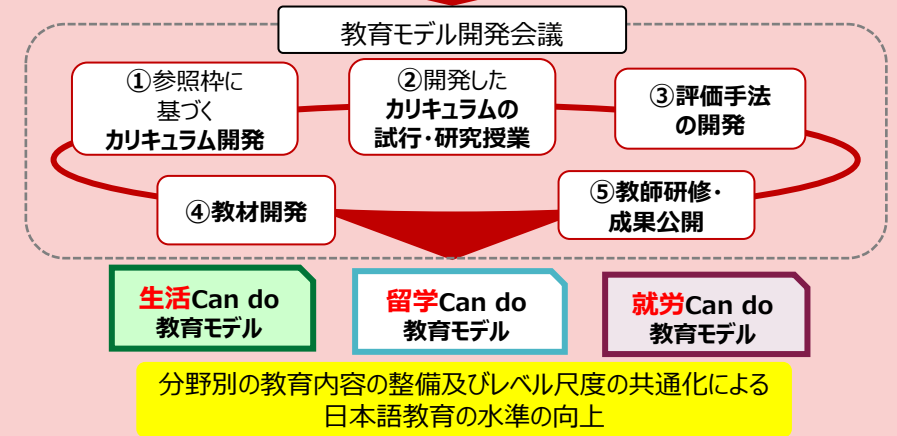 教育モデル開発会議
①参照枠に
基づく
カリキュラム開発
②開発した
カリキュラムの
試行・研究授業
③評価手法
の開発
④教材開発
⑤教師研修・
成果公開
生活Can do
教育モデル
留学Can do
教育モデル
就労Can do
教育モデル
分野別の教育内容の整備及びレベル尺度の共通化による
日本語教育の水準の向上